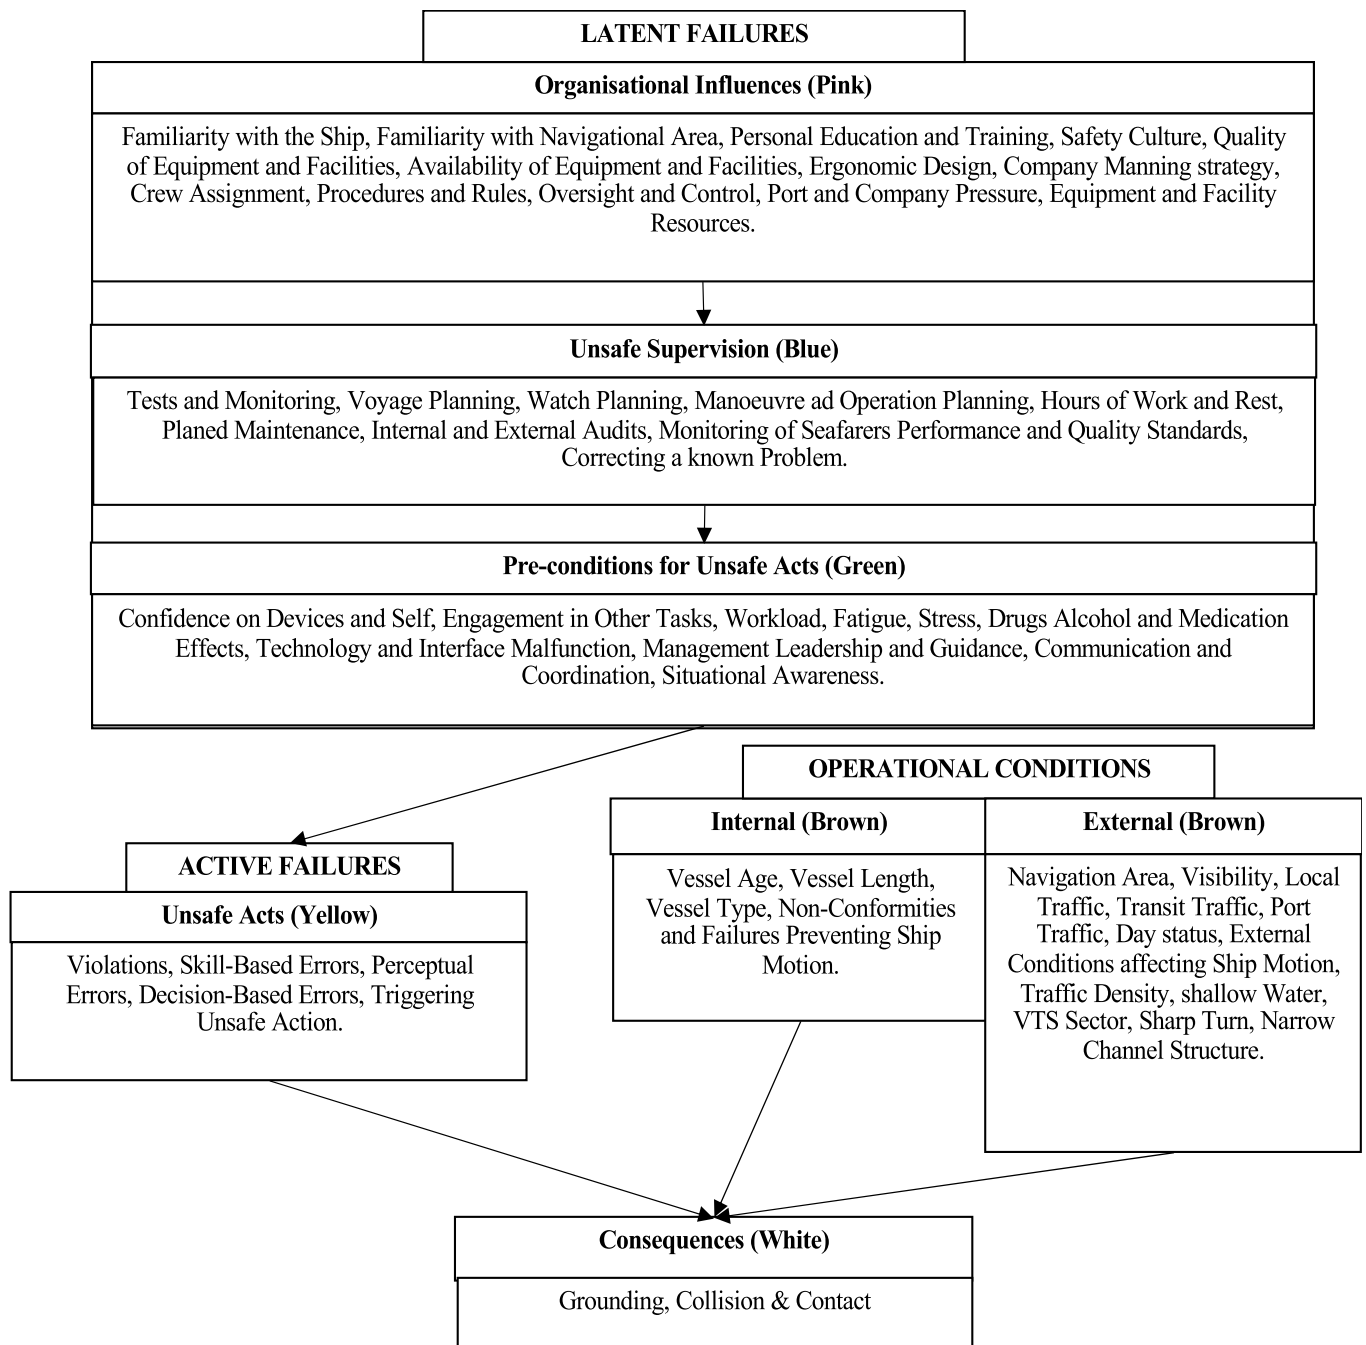 LATENT FAILURES
Organisational Influences (Pink)
Familiarity with the Ship, Familiarity with Navigational Area, Personal Education and Training, Safety Culture, Quality
of Equipment and Facilities, Availability of Equipment and Facilities, Ergonomic Design, Company Manning strategy,
Crew Assignment, Procedures and Rules, Oversight and Control, Port and Company Pressure, Equipment and Facility
Resources.
Unsafe Supervision (Blue)
Tests and Monitoring, Voyage Planning, Watch Planning, Manoeuvre ad Operation Planning, Hours of Work and Rest,
Planed Maintenance, Internal and External Audits, Monitoring of Seafarers Performance and Quality Standards,
Correcting a known Problem.
Pre-conditions for Unsafe Acts (Green)
Confidence on Devices and Self, Engagement in Other Tasks, Workload, Fatigue, Stress, Drugs Alcohol and Medication
Effects, Technology and Interface Malfunction, Management Leadership and Guidance, Communication and
Coordination, Situational Awareness.
ACTIVE FAILURES
Unsafe Acts (Yellow)
Violations, Skill-Based Errors, Perceptual
Errors, Decision-Based Errors, Triggering
Unsafe Action.
OPERATIONAL CONDITIONS
Internal (Brown)
Vessel Age, Vessel Length,
Vessel Type, Non-Conformities
and Failures Preventing Ship
Motion.
External (Brown)
Navigation Area, Visibility, Local
Traffic, Transit Traffic, Port
Traffic, Day status, External
Conditions affecting Ship Motion,
Traffic Density, shallow Water,
VTS Sector, Sharp Turn, Narrow
Channel Structure.
Consequences (White)
Grounding, Collision & Contact